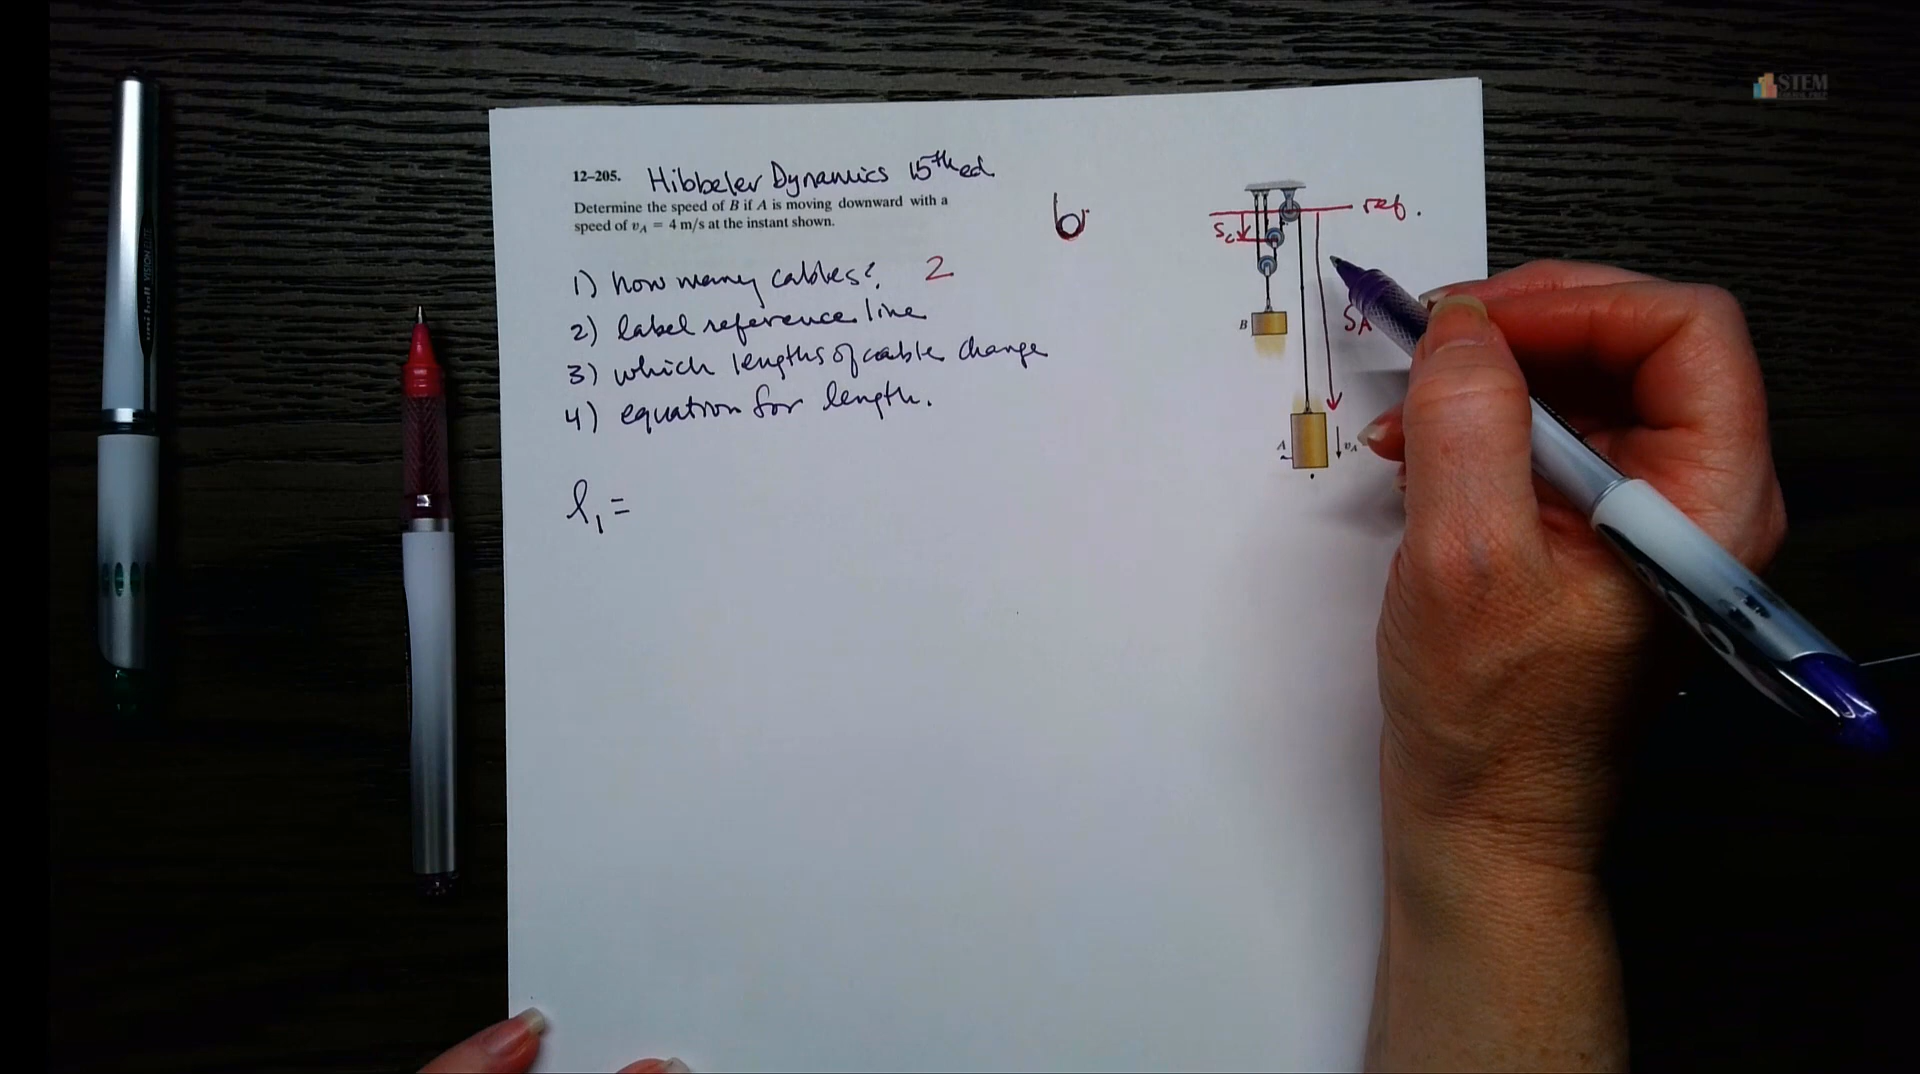 STEM
12–205. Hibbeler Dynamics 15th ed.
Determine the speed of B if A is moving downward with a
speed of vA = 4 m/s at the instant shown.
1) how many cables? 2
2) label reference line
3) which lengths of cable change
4) equation for length.
l1 =
b
ref.
Sc
SA
B
A
vA